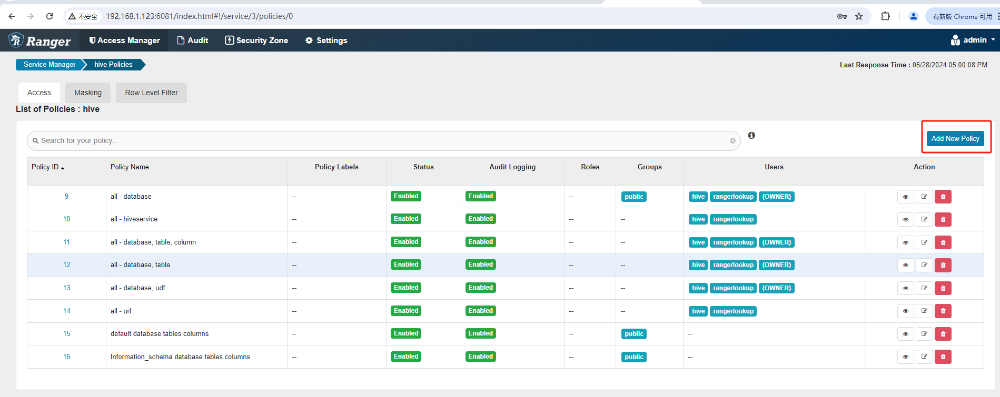 不安全 192.168.1.123:6081/index.html#!/service/3/policies/0 有新版 Chrome 可用
Ranger Access Manager Audit Security Zone Settings admin
Service Manager hive Policies Last Response Time : 05/28/2024 05:00:08 PM
Access Masking Row Level Filter
List of Policies : hive
Search for your policy... Add New Policy
Policy ID Policy Name Policy Labels Status Audit Logging Roles Groups Users Action
9 all - database -- Enabled Enabled -- public hive rangerlookup {OWNER}
10 all - hiveservice -- Enabled Enabled -- -- hive rangerlookup
11 all - database, table, column -- Enabled Enabled -- -- hive rangerlookup {OWNER}
12 all - database, table -- Enabled Enabled -- -- hive rangerlookup {OWNER}
13 all - database, udf -- Enabled Enabled -- -- hive rangerlookup {OWNER}
14 all - url -- Enabled Enabled -- -- hive rangerlookup
15 default database tables columns -- Enabled Enabled -- public --
16 Information_schema database tables columns -- Enabled Enabled -- public --